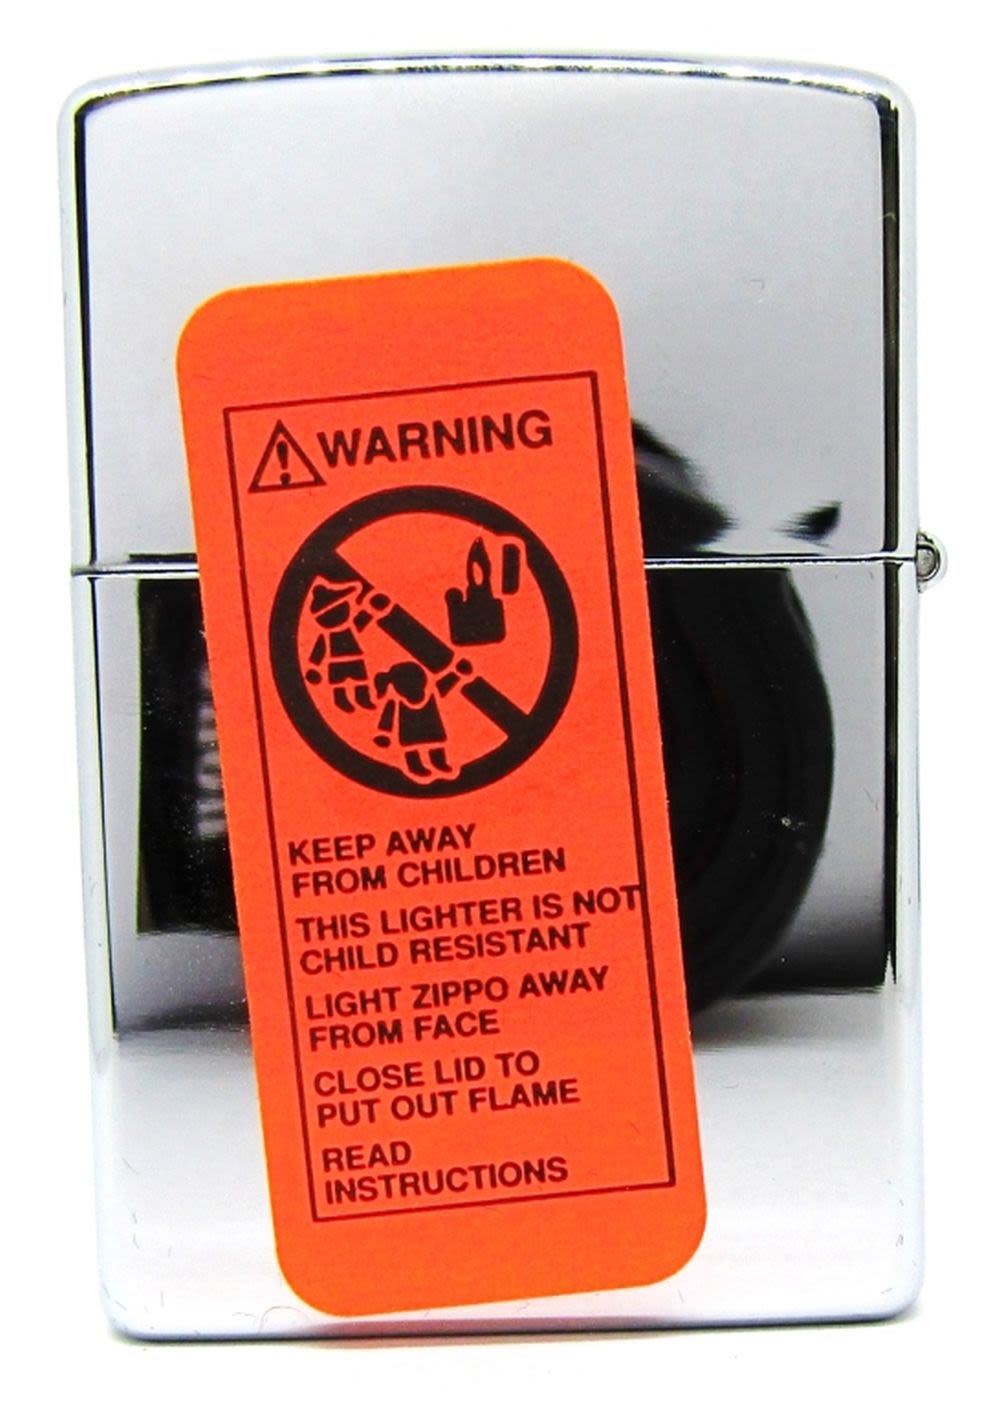 WARNING
KEEP AWAY
FROM CHILDREN
THIS LIGHTER IS NOT
CHILD RESISTANT
LIGHT ZIPPO AWAY
FROM FACE
CLOSE LID TO
PUT OUT FLAME
READ
INSTRUCTIONS